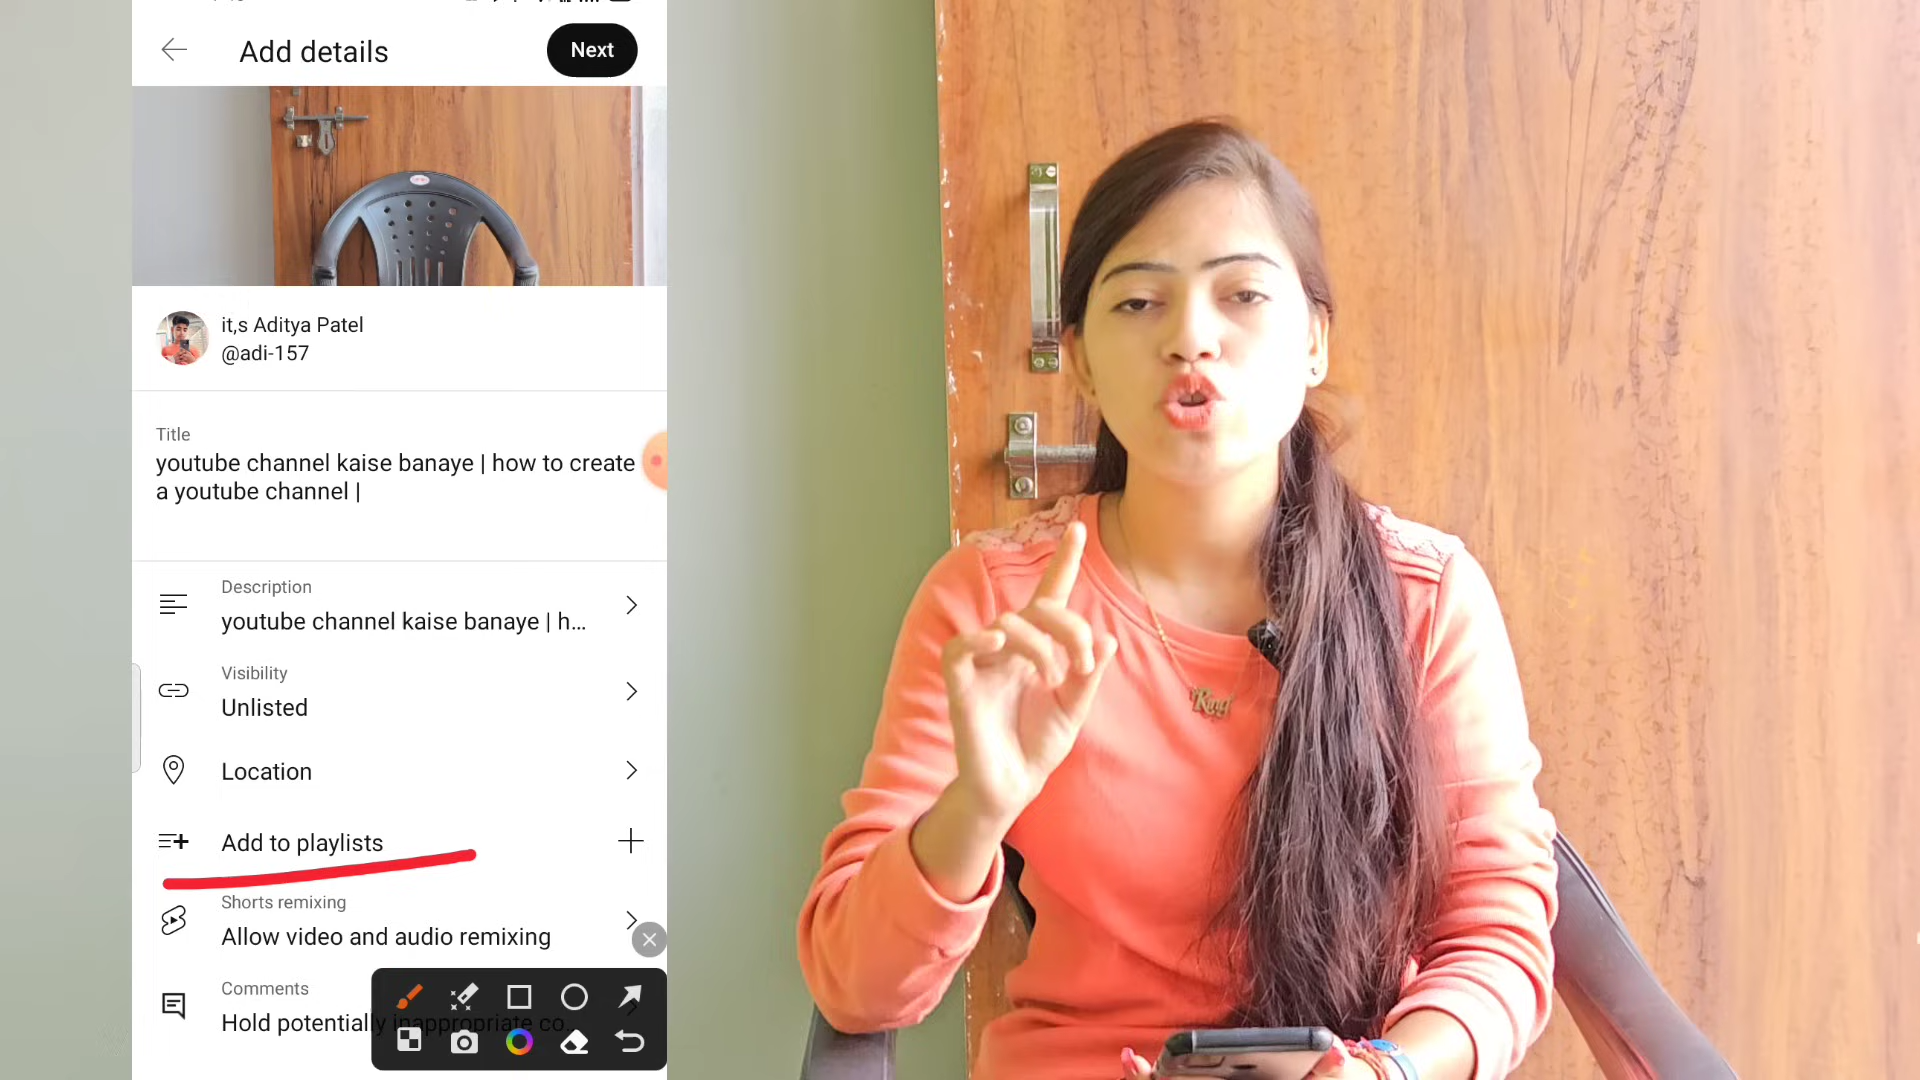 Add details
Next
it,s Aditya Patel
@adi-157
Title
youtube channel kaise banaye | how to create
a youtube channel |
Description
youtube channel kaise banaye | h...
Visibility
Unlisted
Location
Add to playlists
Shorts remixing
Allow video and audio remixing
Comments
Hold potentially inappropriate co...